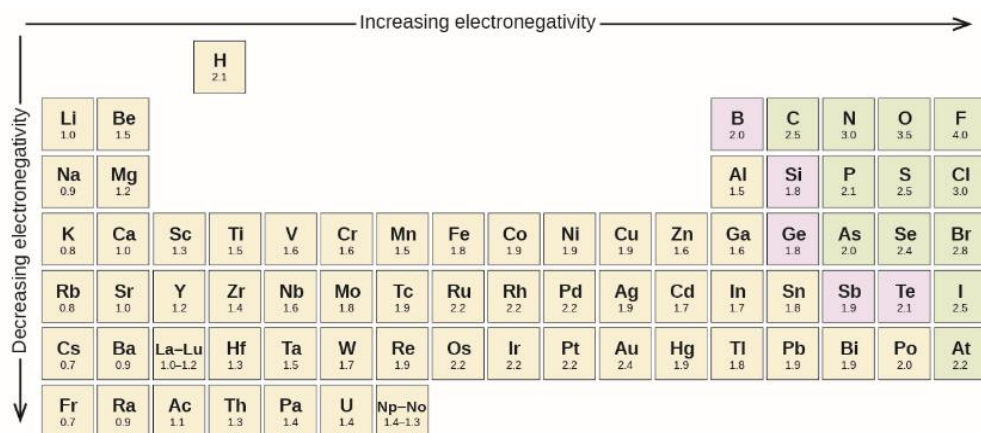 Increasing electronegativity
Decreasing electronegativity
H
2.1
Li Be B C N O F
1.0 1.5 2.0 2.5 3.0 3.5 4.0
Na Mg Al Si P S Cl
0.9 1.2 1.5 1.8 2.1 2.5 3.0
K Ca Sc Ti V Cr Mn Fe Co Ni Cu Zn Ga Ge As Se Br
0.8 1.0 1.3 1.5 1.6 1.6 1.5 1.8 1.9 1.9 1.9 1.6 1.6 1.8 2.0 2.4 2.8
Rb Sr Y Zr Nb Mo Tc Ru Rh Pd Ag Cd In Sn Sb Te I
0.8 1.0 1.2 1.4 1.6 1.8 1.9 2.2 2.2 2.2 1.9 1.7 1.7 1.8 1.9 2.1 2.5
Cs Ba La–Lu Hf Ta W Re Os Ir Pt Au Hg Tl Pb Bi Po At
0.7 0.9 1.0–1.2 1.3 1.5 1.7 1.9 2.2 2.2 2.2 2.4 1.9 1.8 1.9 1.9 2.0 2.2
Fr Ra Ac Th Pa U Np–No
0.7 0.9 1.1 1.3 1.4 1.4 1.4–1.3